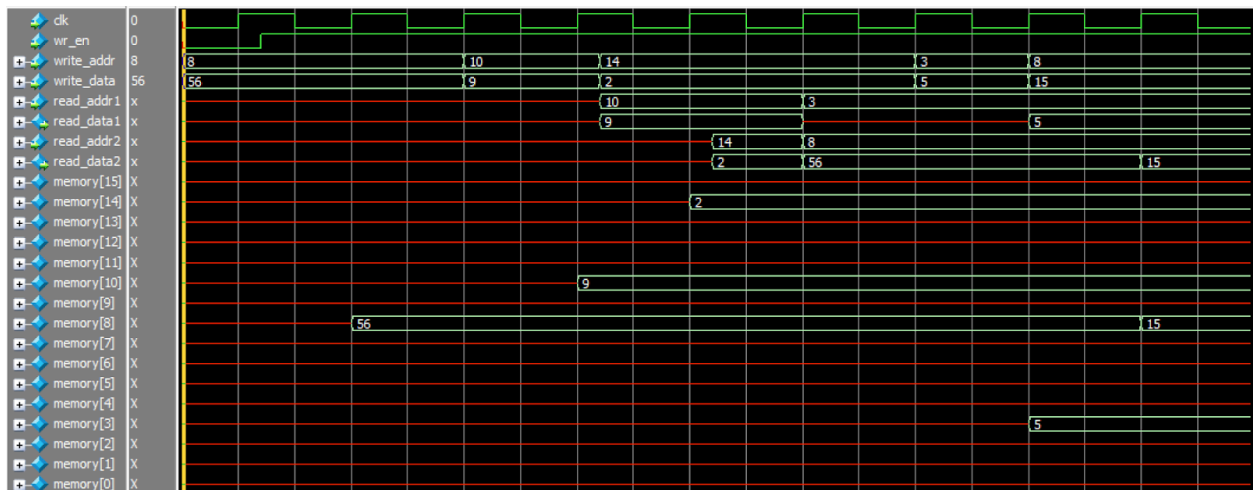 clk 0
wr_en 0
write_addr 8 8 10 14 3 8
write_data 56 56 9 2 5 15
read_addr1 x 10 3
read_data1 x 9 5
read_addr2 x 14 8
read_data2 x 2 56 15
memory[15] X
memory[14] X 2
memory[13] X
memory[12] X
memory[11] X
memory[10] X 9
memory[9] X
memory[8] X 56 15
memory[7] X
memory[6] X
memory[5] X
memory[4] X
memory[3] X 5
memory[2] X
memory[1] X
memory[0] X